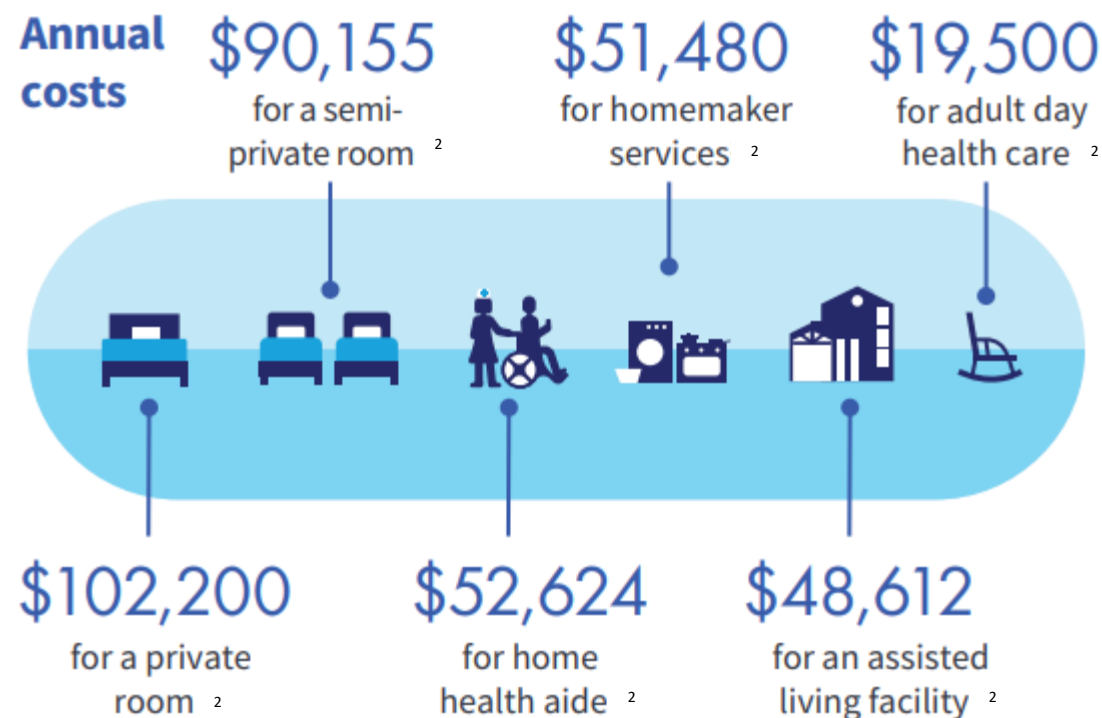 Annual
costs
$90,155
for a semi-
private room 2
$51,480
for homemaker
services 2
$19,500
for adult day
health care 2
$102,200
for a private
room 2
$52,624
for home
health aide 2
$48,612
for an assisted
living facility 2